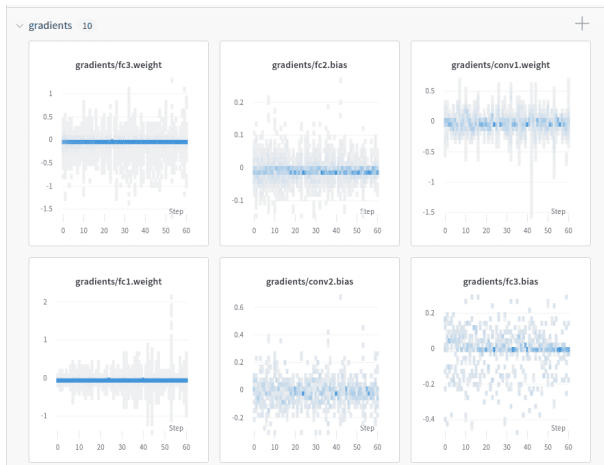 gradients 10
gradients/fc3.weight
1
0.5
0
-0.5
-1
-1.5
Step
0 10 20 30 40 50 60
gradients/fc2.bias
0.2
0.1
0
-0.1
Step
0 10 20 30 40 50 60
gradients/conv1.weight
0.5
0
-0.5
-1
-1.5
Step
0 10 20 30 40 50 60
gradients/fc1.weight
2
1
0
-1
Step
0 10 20 30 40 50 60
gradients/conv2.bias
0.6
0.4
0.2
0
-0.2
Step
0 10 20 30 40 50 60
gradients/fc3.bias
0.2
0
-0.2
-0.4
Step
0 10 20 30 40 50 60